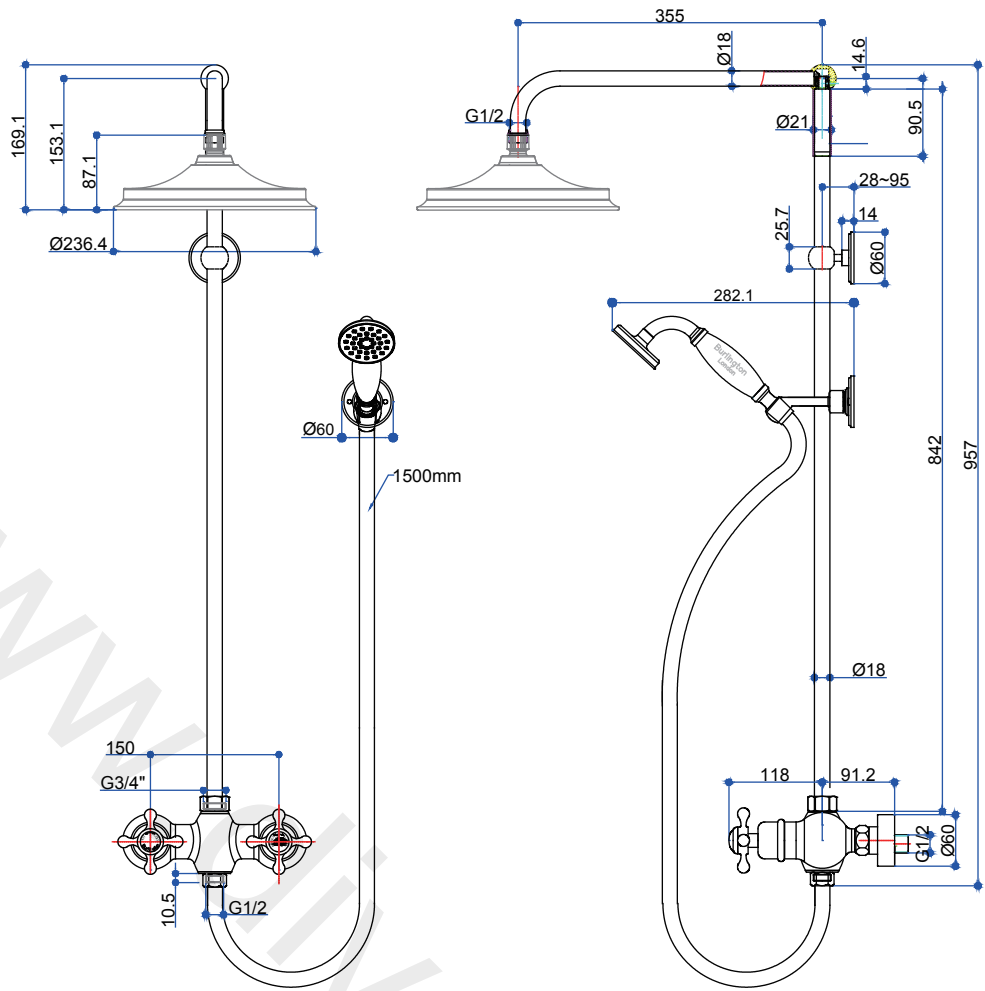 355
Ø18
14.6
G1/2
Ø21
90.5
28~95
25.7
14
Ø60
282.1
Burlington
London
842
957
Ø18
118
91.2
G1/2
Ø60
169.1
153.1
87.1
Ø236.4
Ø60
1500mm
150
G3/4"
10.5
G1/2